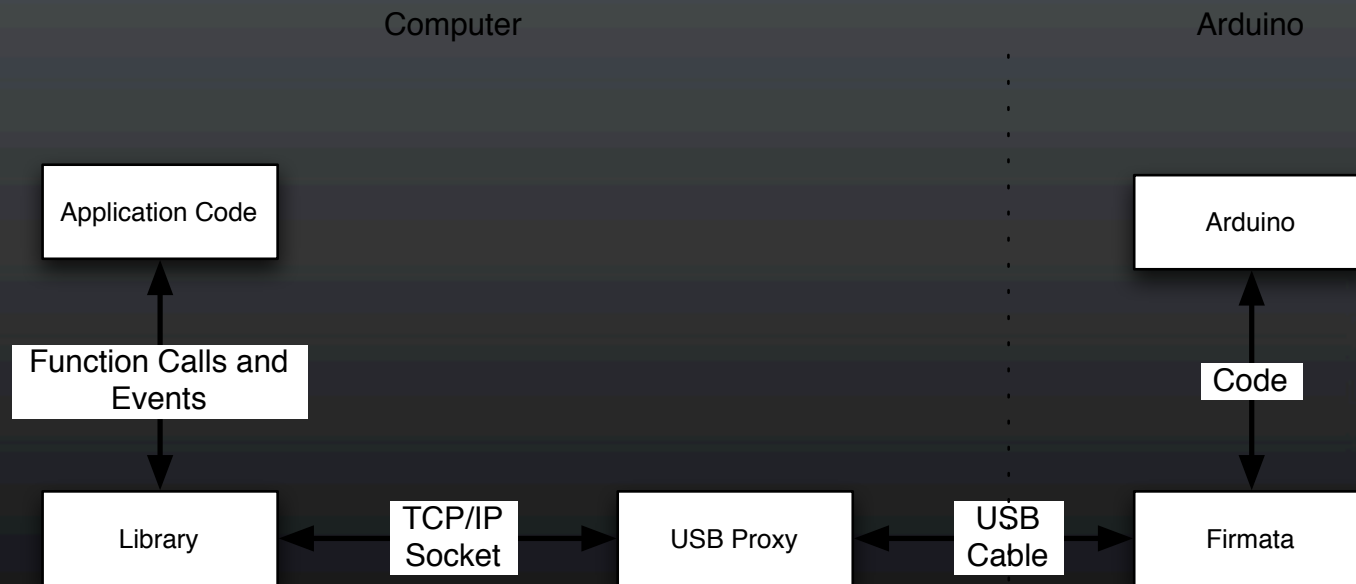 Computer
Arduino
Application Code
Arduino
Function Calls and
Events
Code
Library
TCP/IP
Socket
USB Proxy
USB
Cable
Firmata